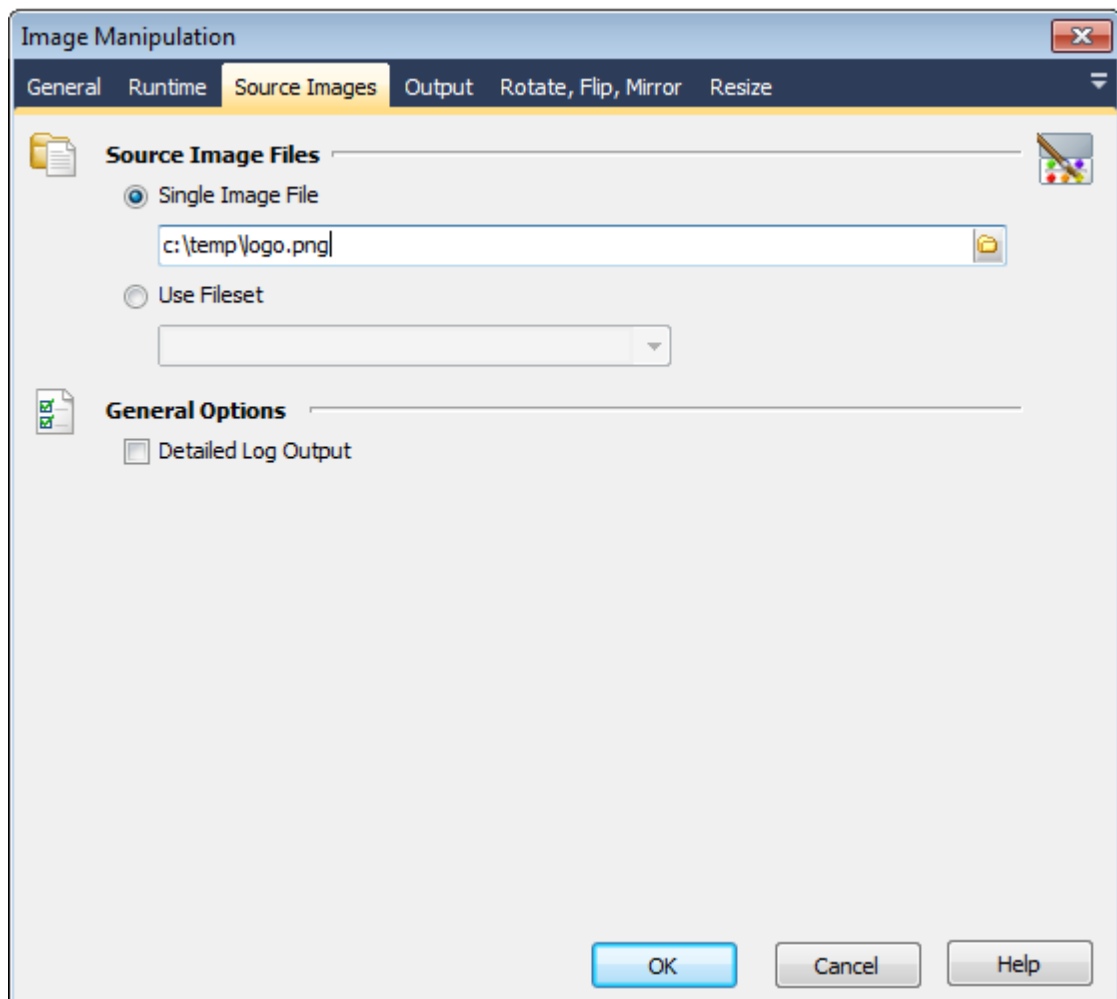 Image Manipulation
General Runtime Source Images Output Rotate, Flip, Mirror Resize
Source Image Files
Single Image File
c:\temp\logo.png
Use Fileset
General Options
Detailed Log Output
OK Cancel Help